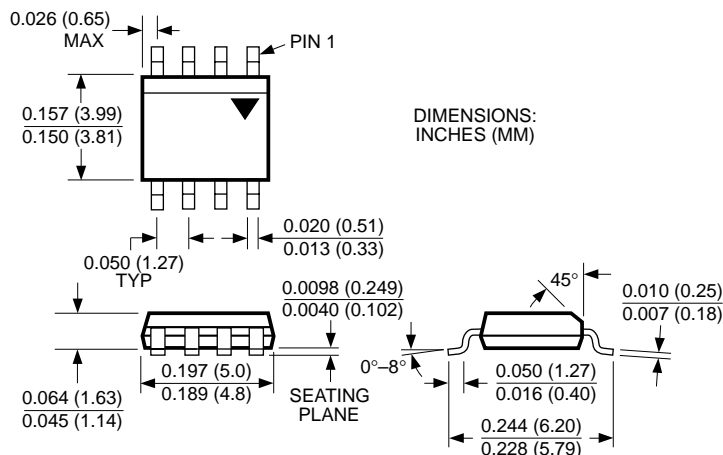 0.026 (0.65)
MAX
PIN 1
0.157 (3.99)
0.150 (3.81)
DIMENSIONS:
INCHES (MM)
0.020 (0.51)
0.013 (0.33)
0.050 (1.27)
TYP
0.0098 (0.249)
0.0040 (0.102)
45°
0.010 (0.25)
0.007 (0.18)
0°–8°
0.064 (1.63)
0.045 (1.14)
0.197 (5.0)
0.189 (4.8)
SEATING
PLANE
0.050 (1.27)
0.016 (0.40)
0.244 (6.20)
0.228 (5.79)